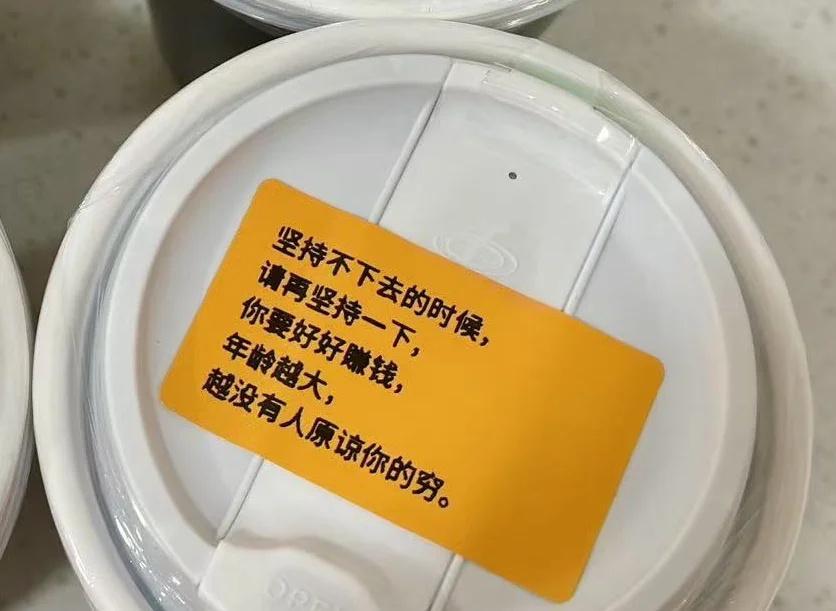 坚持不下去的时候，
请再坚持一下，
你要好好赚钱，
年龄越大，
越没有人原谅你的穷。